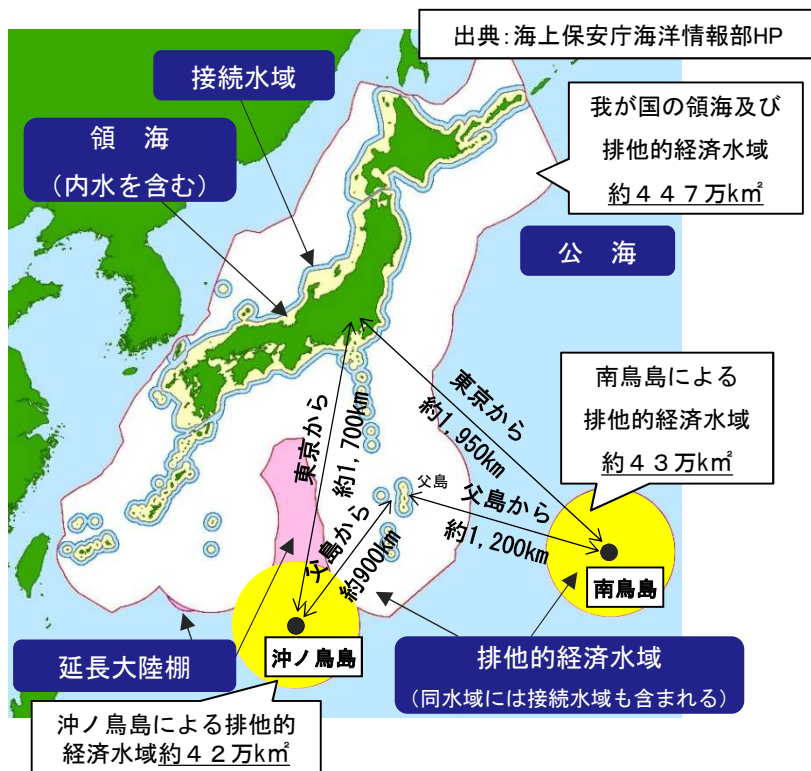 出典：海上保安庁海洋情報部HP
接続水域
我が国の領海及び
排他的経済水域
約４４７万k㎡
領　海
（内水を含む）
公　海
南鳥島による
排他的経済水域
約４３万k㎡
東京から
約1,950km
東京から
約1,700km
父島
父島から
約1,200km
父島から
約900km
南鳥島
沖ノ鳥島
延長大陸棚
排他的経済水域
（同水域には接続水域も含まれる）
沖ノ鳥島による排他的
経済水域約４２万k㎡